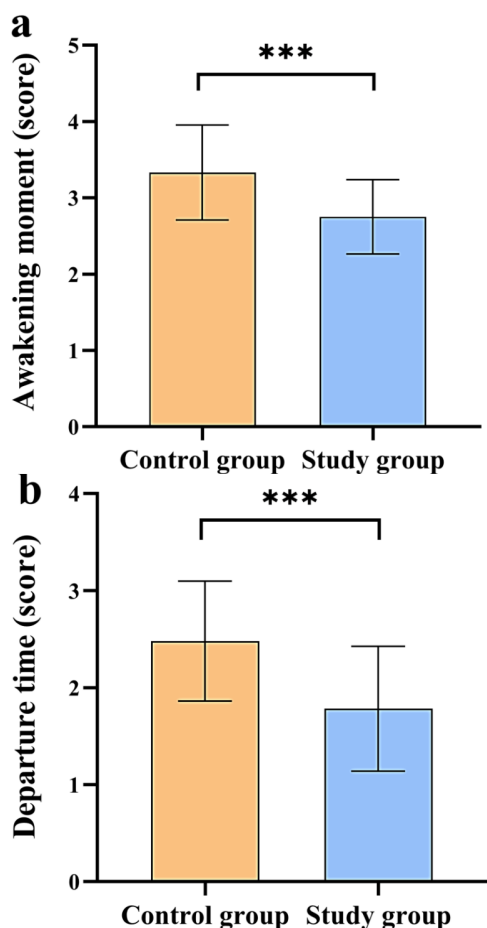 a
Awakening moment (score)
5
4
3
2
1
0
***
Control group Study group
b
Departure time (score)
4
3
2
1
0
***
Control group Study group